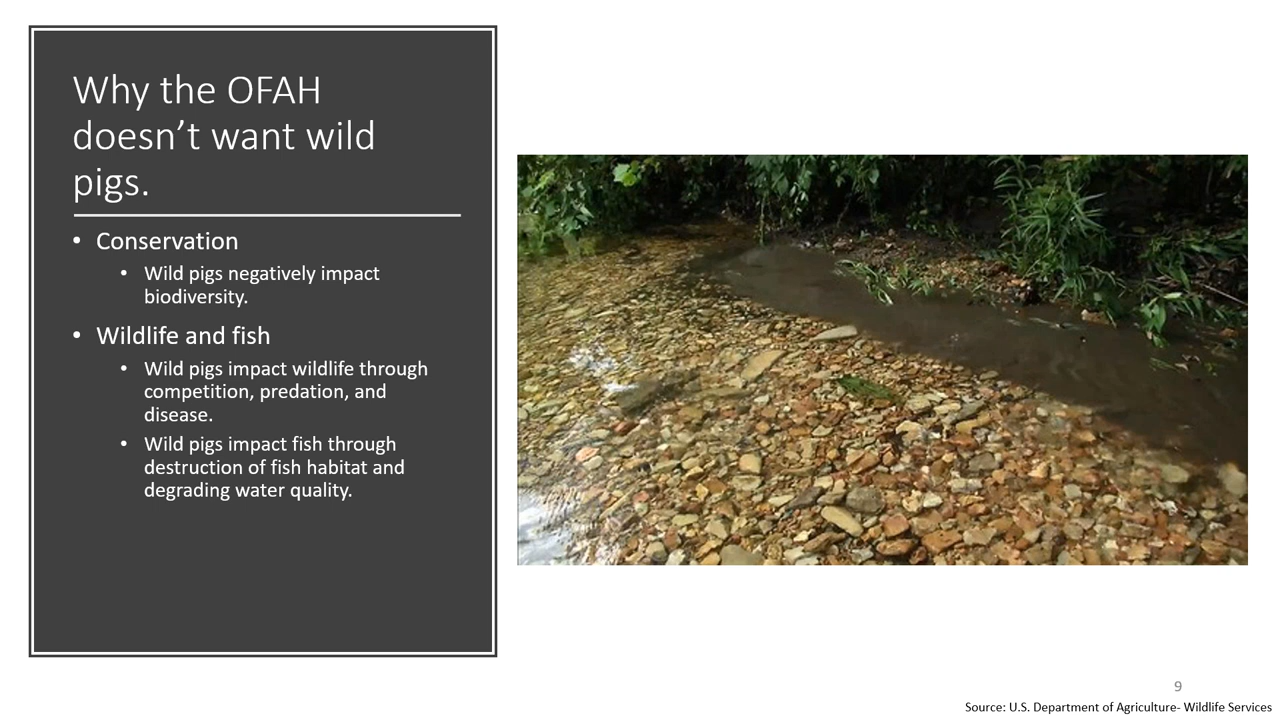 Why the OFAH
doesn’t want wild
pigs.
• Conservation
• Wild pigs negatively impact
biodiversity.
• Wildlife and fish
• Wild pigs impact wildlife through
competition, predation, and
disease.
• Wild pigs impact fish through
destruction of fish habitat and
degrading water quality.
9
Source: U.S. Department of Agriculture- Wildlife Services